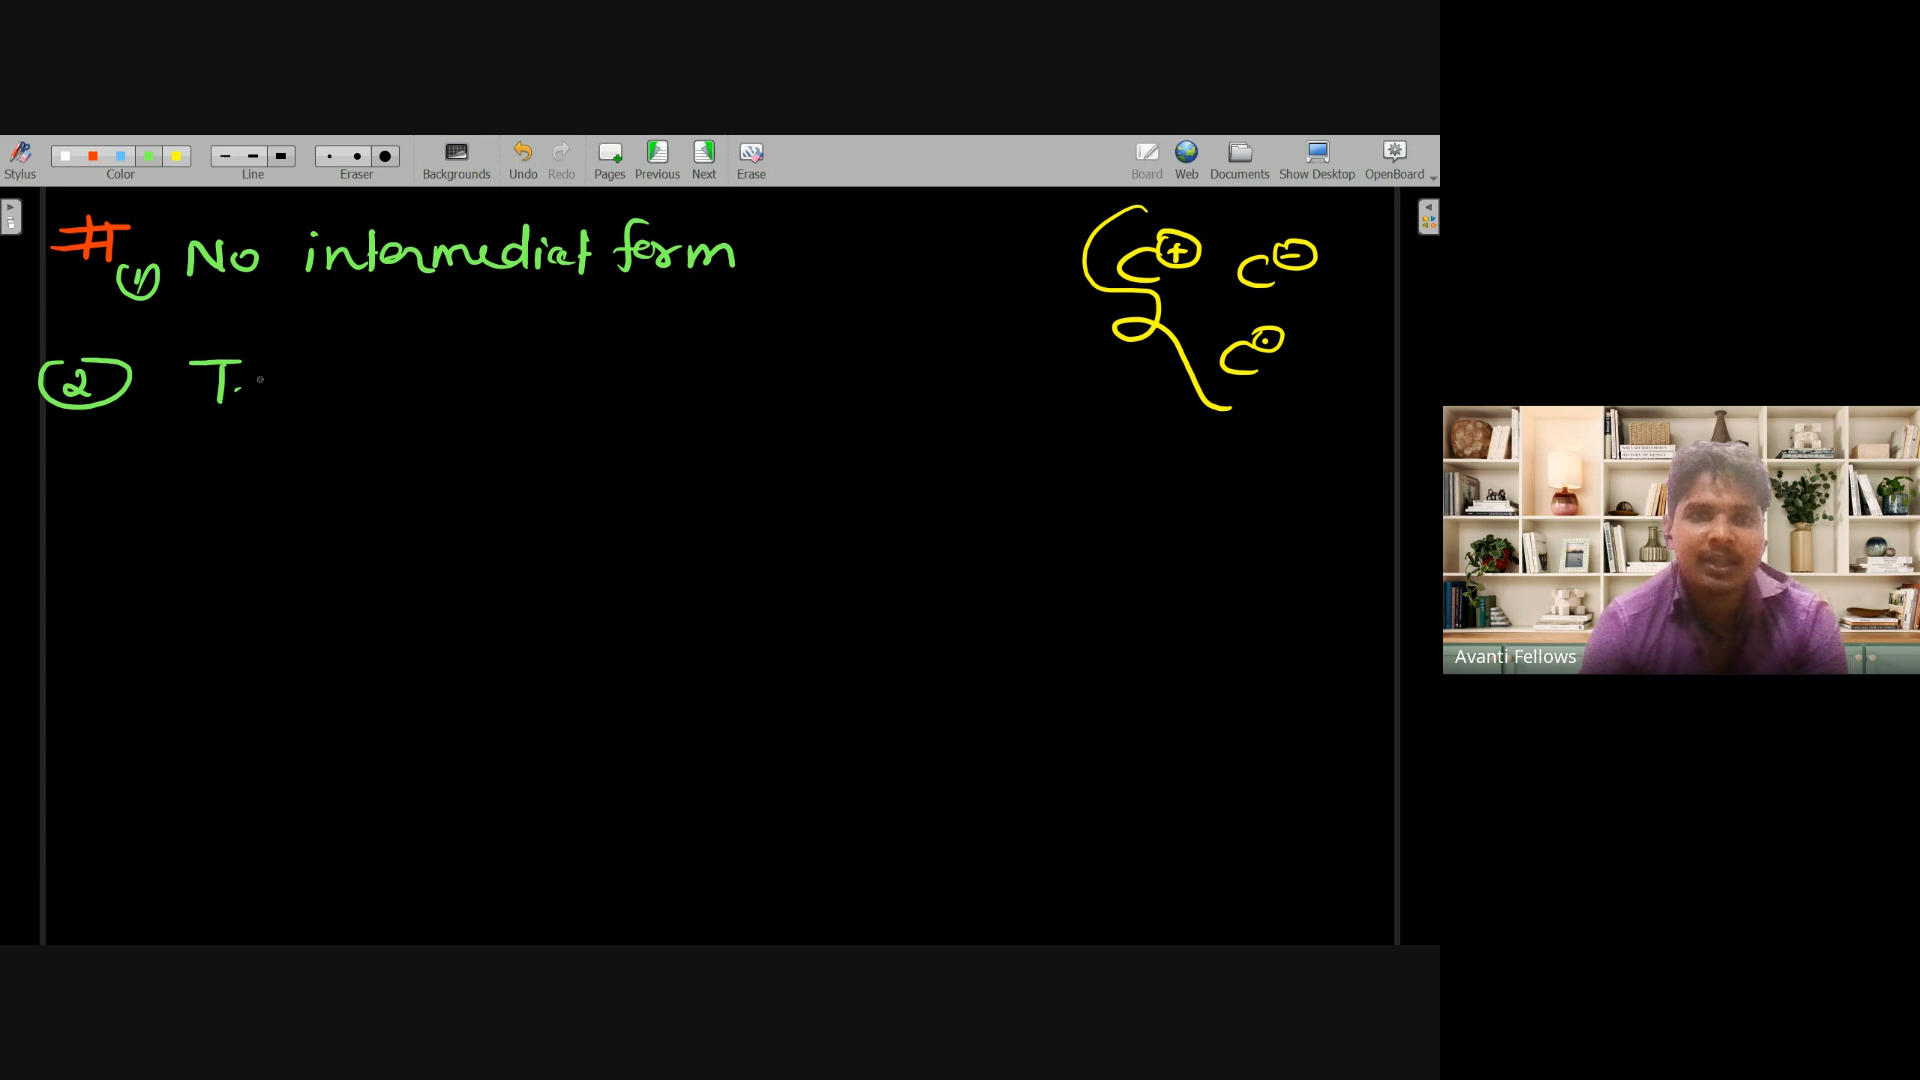 Stylus Color Line Eraser Backgrounds Undo Redo Pages Previous Next Erase Board Web Documents Show Desktop OpenBoard
# (1) No intermediat form
C⊕ C⊖
C⊙
(2) T.
Avanti Fellows